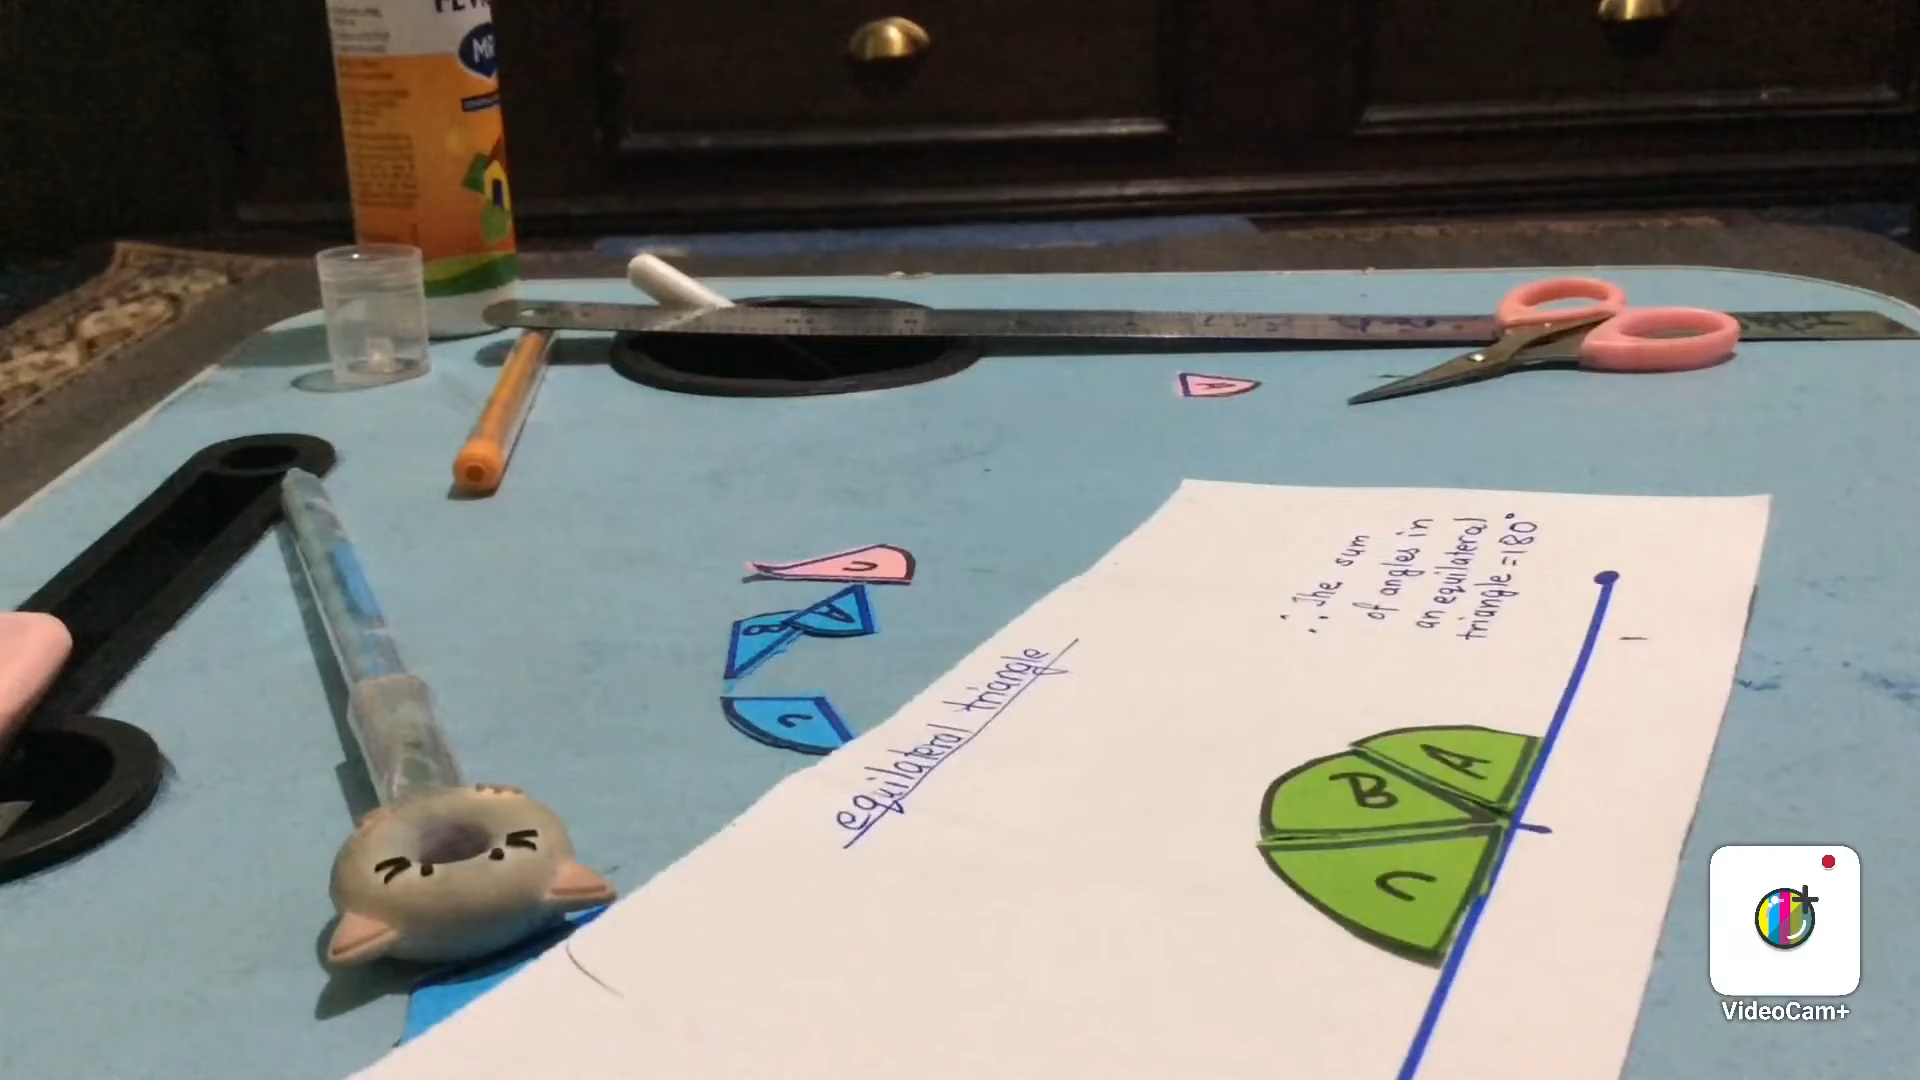 equilateral triangle
∴ The sum
of angles in
an equilateral
triangle = 180°
A
B
C
A
C
A
B
C
VideoCam+